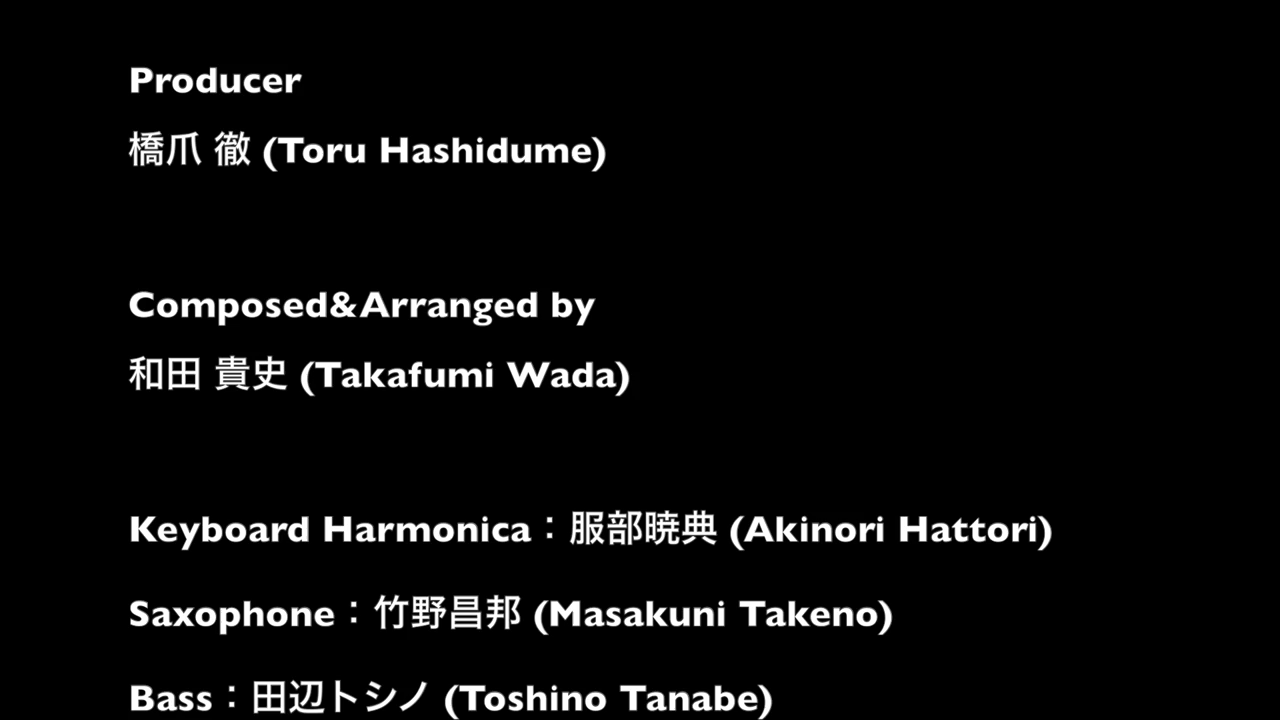 Producer
橋爪 徹 (Toru Hashidume)
Composed&Arranged by
和田 貴史 (Takafumi Wada)
Keyboard Harmonica：服部暁典 (Akinori Hattori)
Saxophone：竹野昌邦 (Masakuni Takeno)
Bass：田辺トシノ (Toshino Tanabe)